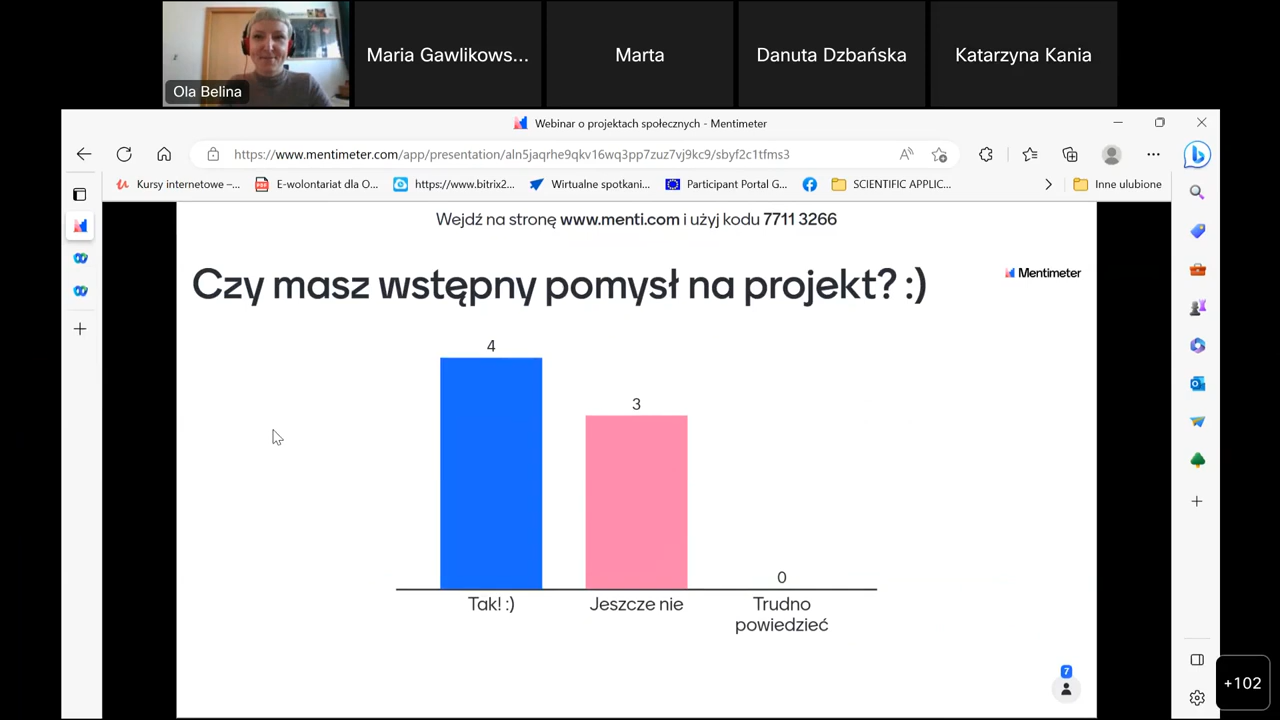 Ola Belina
Maria Gawlikows...
Marta
Danuta Dzbańska
Katarzyna Kania
Webinar o projektach społecznych - Mentimeter
https://www.mentimeter.com/app/presentation/aln5jaqrhe9qkv16wq3pp7zuz7vj9kc9/sbyf2c1tfms3
Kursy internetowe –...
E-wolontariat dla O...
https://www.bitrix2...
Wirtualne spotkani...
Participant Portal G...
SCIENTIFIC APPLIC...
Inne ulubione
Wejdź na stronę www.menti.com i użyj kodu 7711 3266
Czy masz wstępny pomysł na projekt? :)
Mentimeter
4
3
0
Tak! :)
Jeszcze nie
Trudno
powiedzieć
7
+102